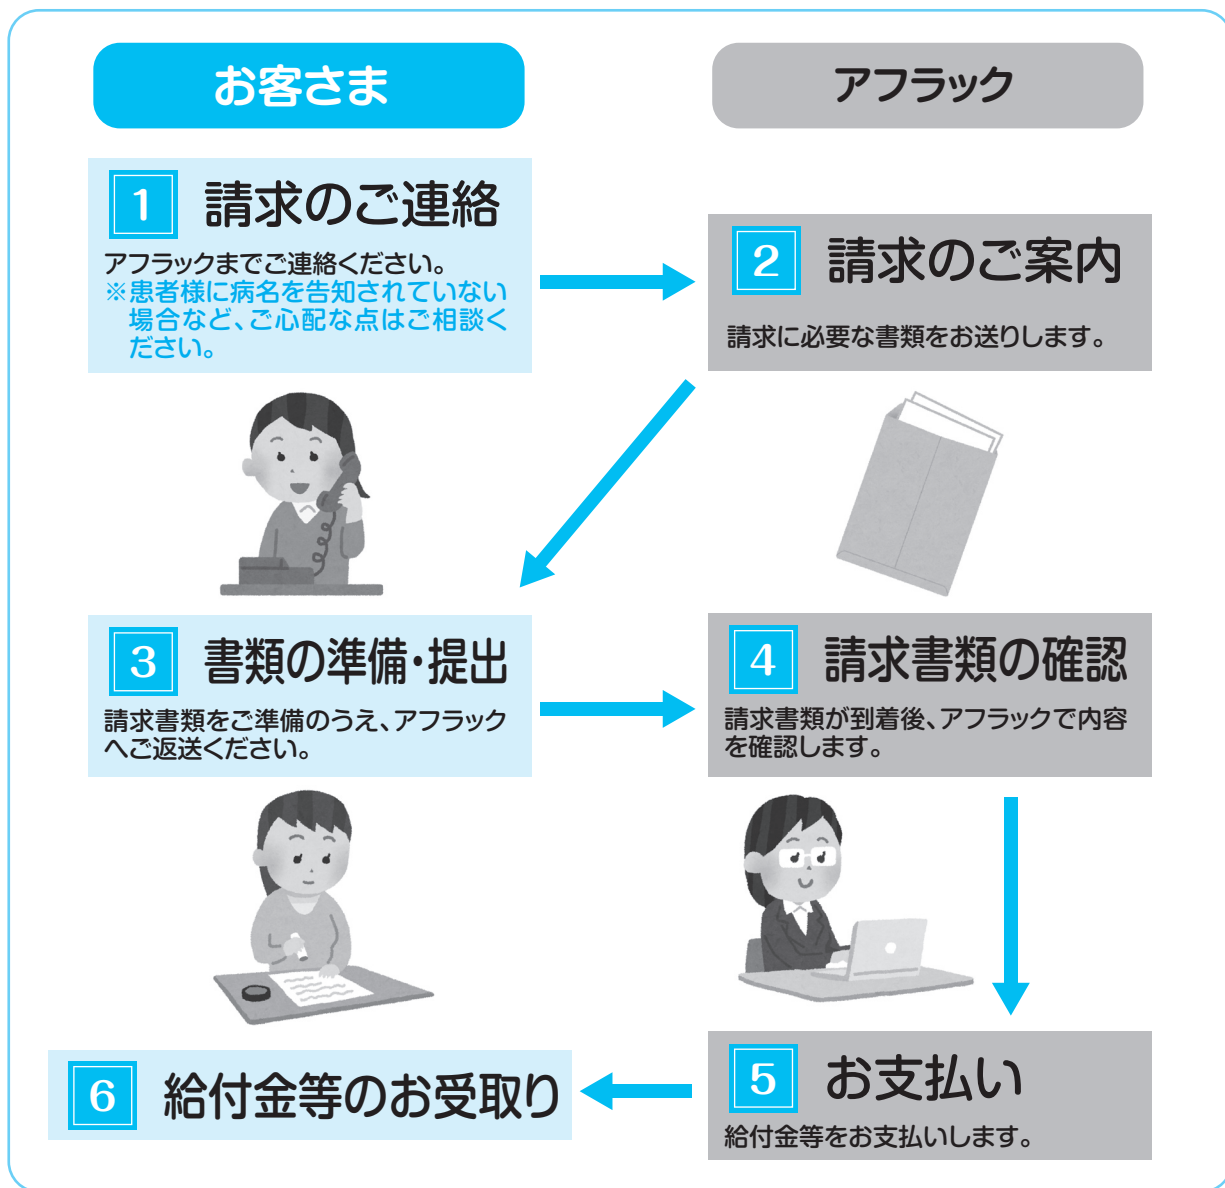 お客さま
アフラック
1 請求のご連絡
アフラックまでご連絡ください。
※患者様に病名を告知されていない
場合など、ご心配な点はご相談く
ださい。
2 請求のご案内
請求に必要な書類をお送りします。
3 書類の準備・提出
請求書類をご準備のうえ、アフラック
へご返送ください。
4 請求書類の確認
請求書類が到着後、アフラックで内容
を確認します。
5 お支払い
給付金等をお支払いします。
6 給付金等のお受取り